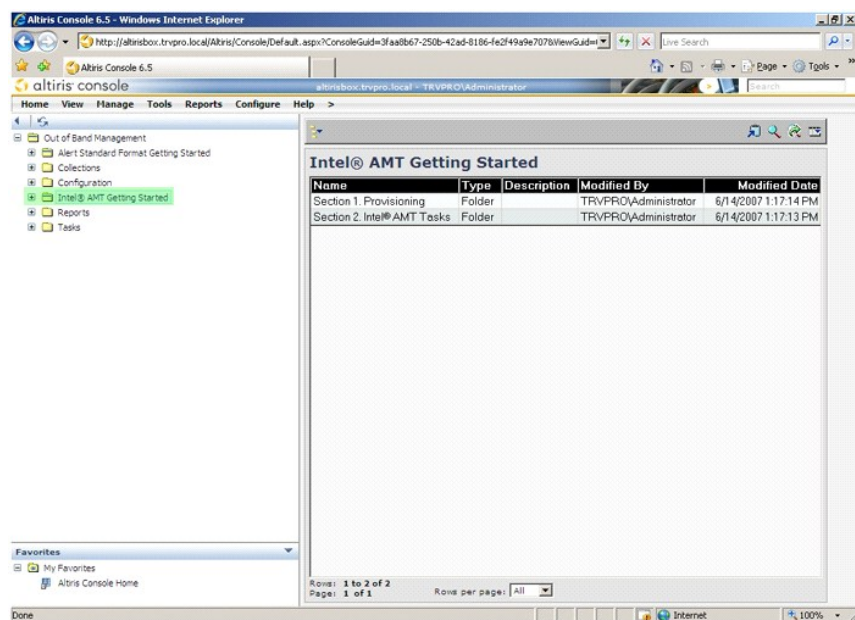 Altiris Console 6.5 - Windows Internet Explorer
http://altirisbox.trvpro.local/Altiris/Console/Default.aspx?ConsoleGuid=3faa8b67-250b-42ad-8186-fe2f49a9e707&ViewGuid=
Live Search
Altiris Console 6.5
Page
Tools
»
altiris console
altirisbox.trvpro.local - TRVPRO\Administrator
Search
Home View Manage Tools Reports Configure Help >
Out of Band Management
Alert Standard Format Getting Started
Collections
Configuration
Intel® AMT Getting Started
Reports
Tasks
Intel® AMT Getting Started
Name Type Description Modified By Modified Date
Section 1. Provisioning Folder TRVPRO\Administrator 6/14/2007 1:17:14 PM
Section 2. Intel® AMT Tasks Folder TRVPRO\Administrator 6/14/2007 1:17:13 PM
Favorites
My Favorites
Altiris Console Home
Rows: 1 to 2 of 2
Page: 1 of 1
Rows per page: All
Done
Internet
100%